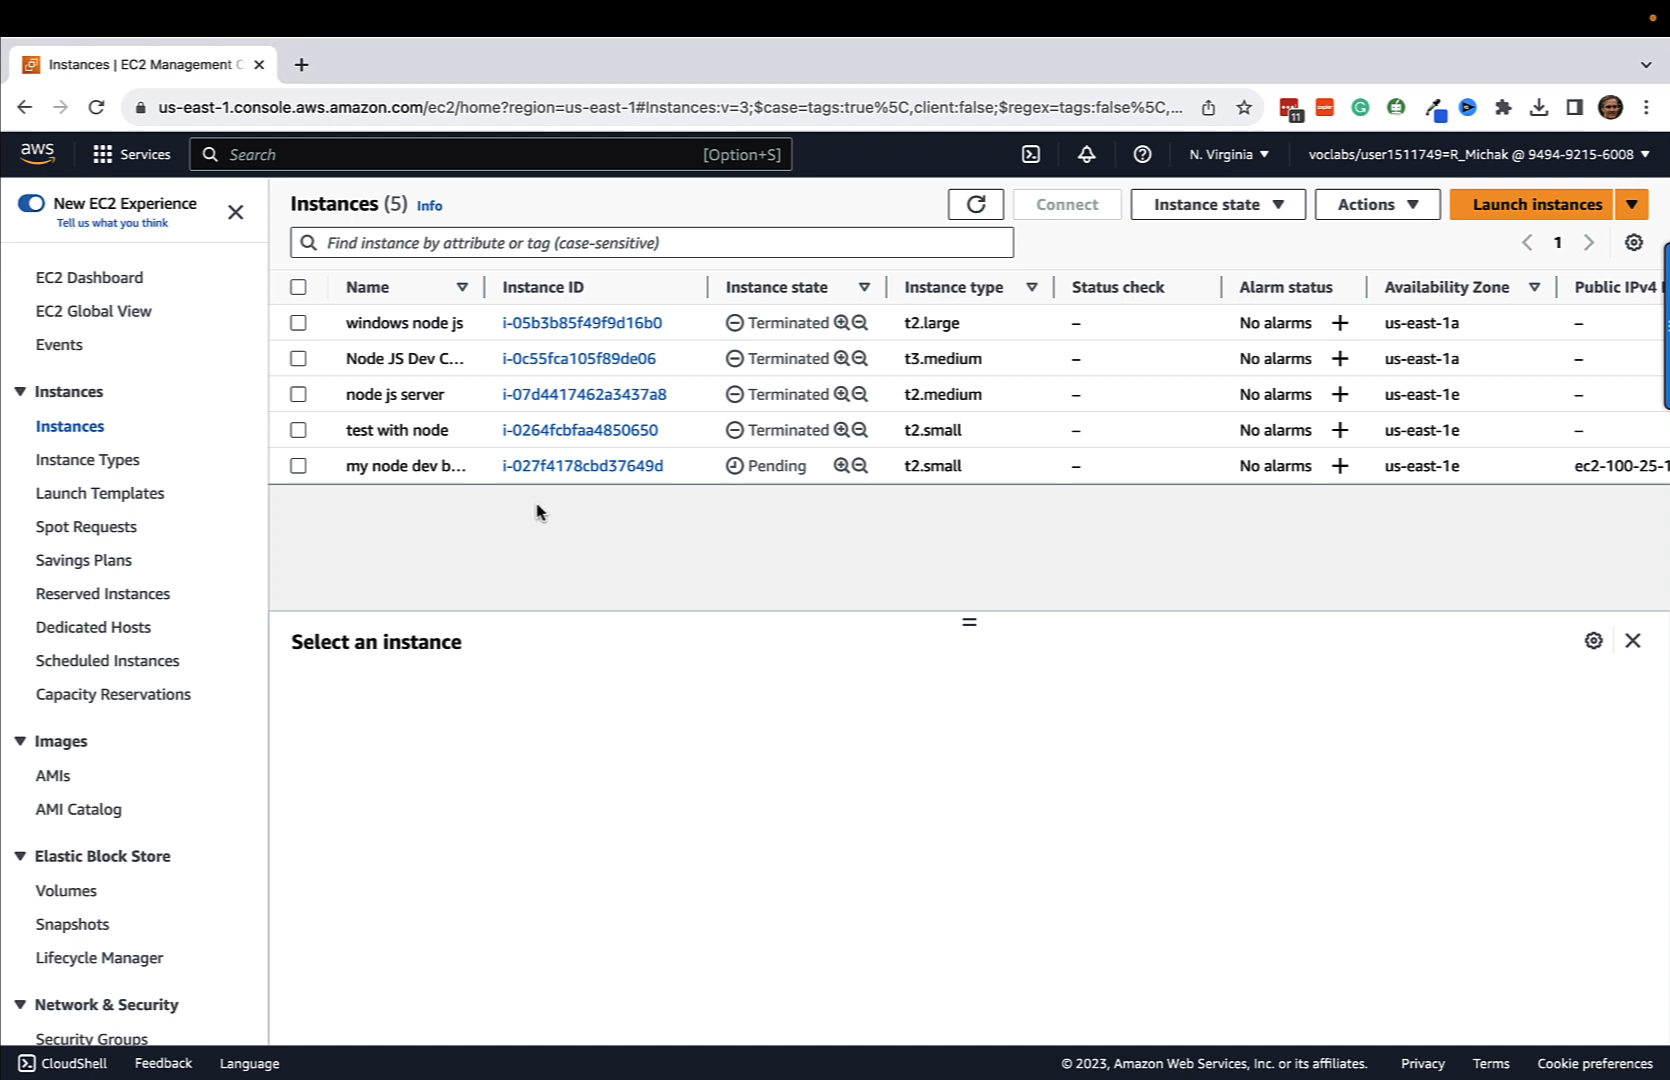 Instances | EC2 Management C
us-east-1.console.aws.amazon.com/ec2/home?region=us-east-1#Instances:v=3;$case=tags:true%5C,client:false;$regex=tags:false%5C,...
11
aws Services Search [Option+S] N. Virginia voclabs/user1511749=R_Michak @ 9494-9215-6008
New EC2 Experience
Tell us what you think
EC2 Dashboard
EC2 Global View
Events
Instances
Instances
Instance Types
Launch Templates
Spot Requests
Savings Plans
Reserved Instances
Dedicated Hosts
Scheduled Instances
Capacity Reservations
Images
AMIs
AMI Catalog
Elastic Block Store
Volumes
Snapshots
Lifecycle Manager
Network & Security
Security Groups
Instances (5) Info Connect Instance state Actions Launch instances
Find instance by attribute or tag (case-sensitive) 1
Name Instance ID Instance state Instance type Status check Alarm status Availability Zone Public IPv4
windows node js i-05b3b85f49f9d16b0 Terminated t2.large – No alarms + us-east-1a –
Node JS Dev C... i-0c55fca105f89de06 Terminated t3.medium – No alarms + us-east-1a –
node js server i-07d4417462a3437a8 Terminated t2.medium – No alarms + us-east-1e –
test with node i-0264fcbfaa4850650 Terminated t2.small – No alarms + us-east-1e –
my node dev b... i-027f4178cbd37649d Pending t2.small – No alarms + us-east-1e ec2-100-25-1
Select an instance
CloudShell Feedback Language © 2023, Amazon Web Services, Inc. or its affiliates. Privacy Terms Cookie preferences